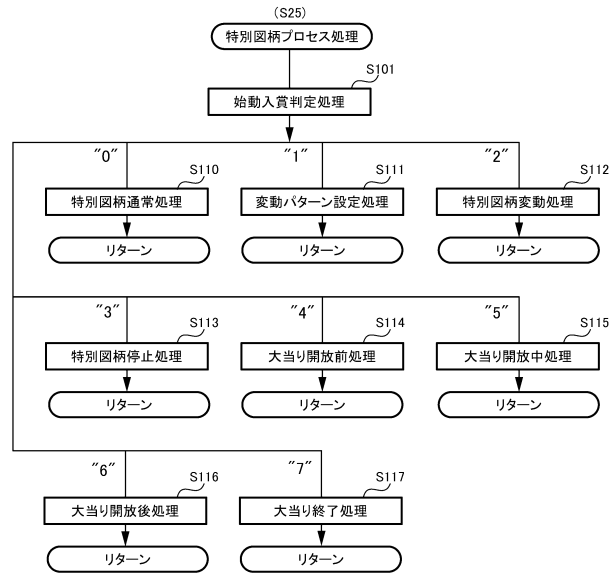 (S25)
特別図柄プロセス処理
S101
始動入賞判定処理
"0" "1" "2"
S110 S111 S112
特別図柄通常処理 変動パターン設定処理 特別図柄変動処理
リターン リターン リターン
"3" "4" "5"
S113 S114 S115
特別図柄停止処理 大当り開放前処理 大当り開放中処理
リターン リターン リターン
"6" "7"
S116 S117
大当り開放後処理 大当り終了処理
リターン リターン